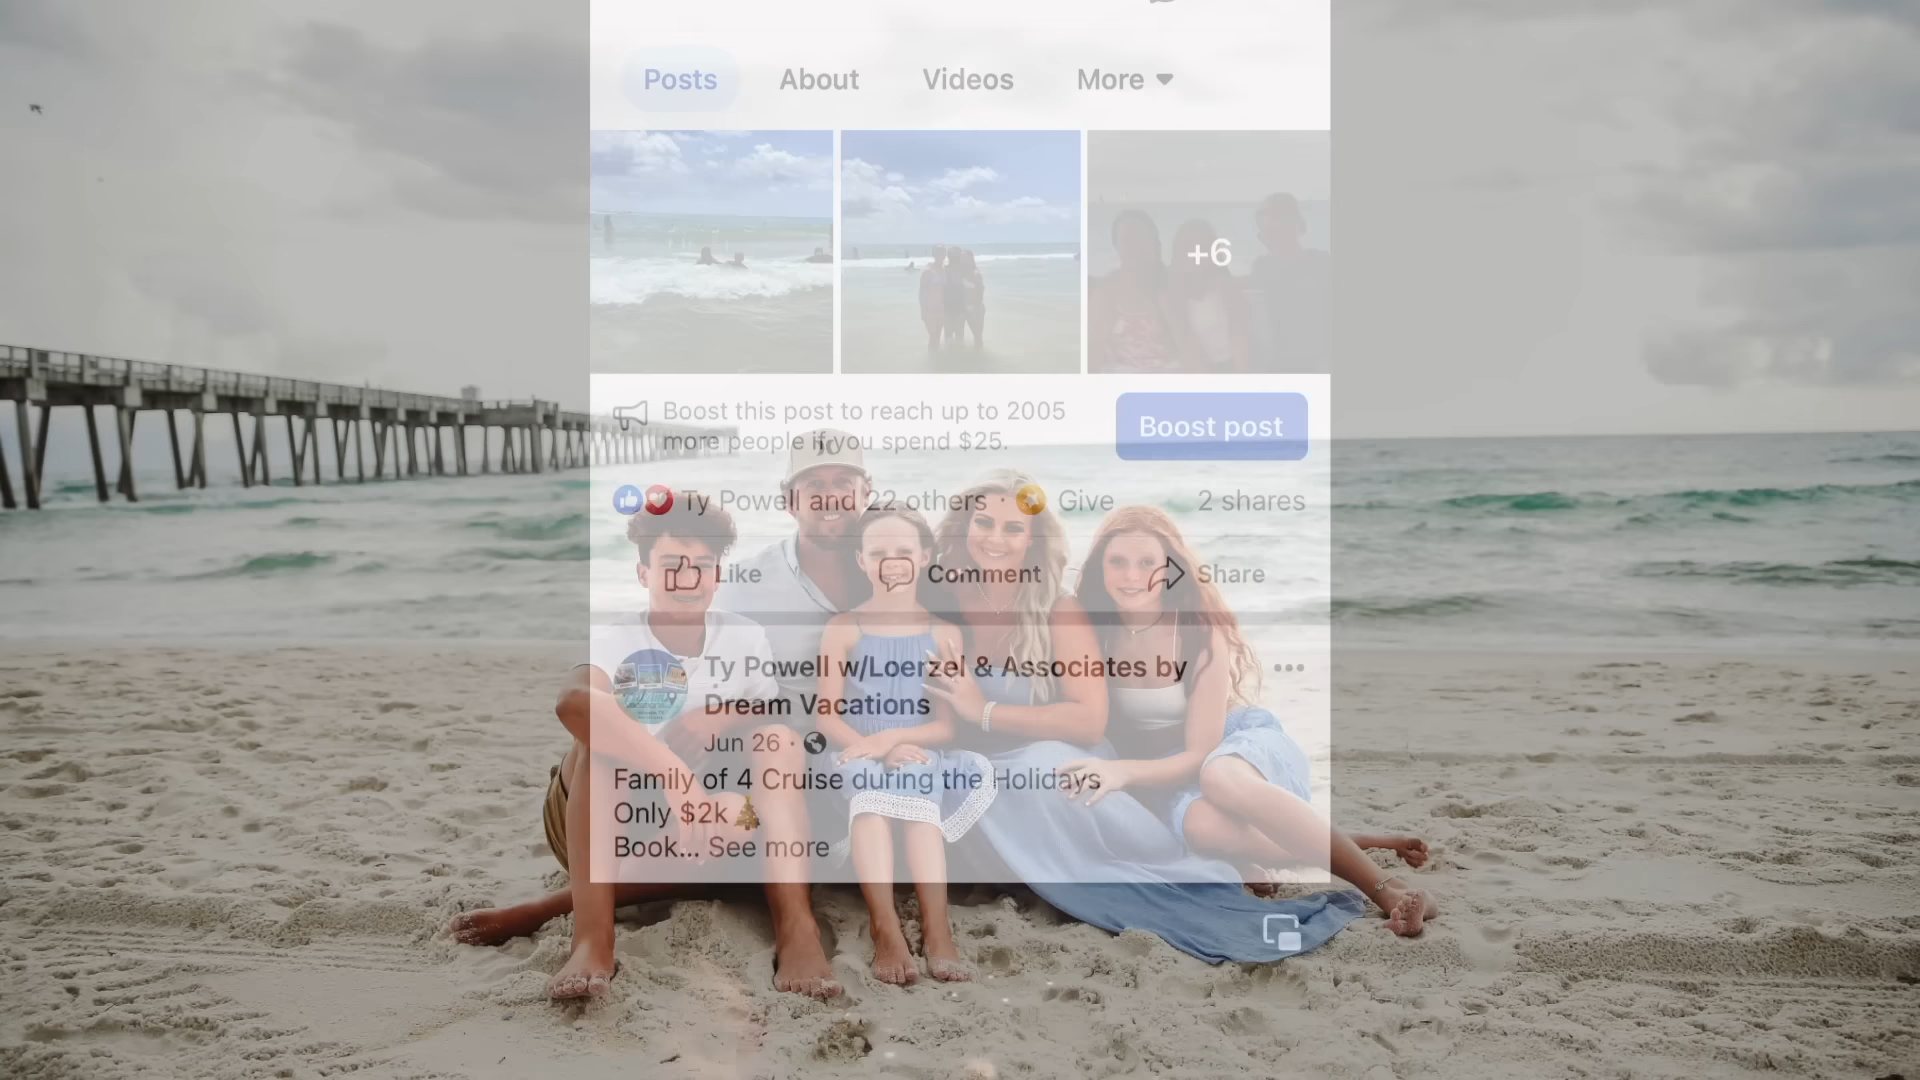 Posts About Videos More
+6
Boost this post to reach up to 2005
more people if you spend $25.
Boost post
Ty Powell and 22 others Give 2 shares
Like Comment Share
Ty Powell w/Loerzel & Associates by
Dream Vacations
Jun 26 ·
Family of 4 Cruise during the Holidays
Only $2k🎄
Book... See more